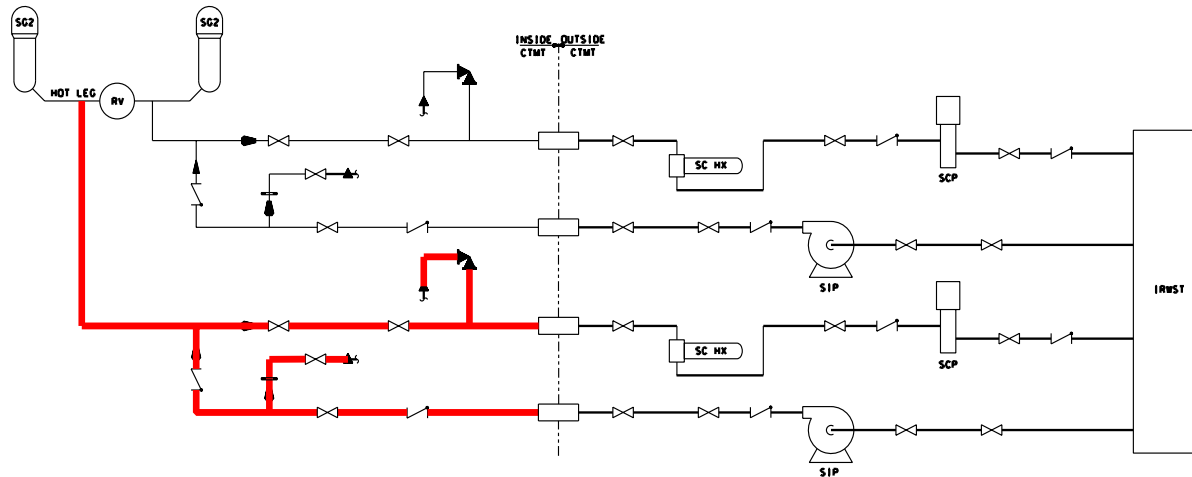 SG2
SG2
HOT LEG
RV
INSIDE OUTSIDE
CTMT CTMT
SC HX
SCP
SIP
IRWST
SC HX
SCP
SIP